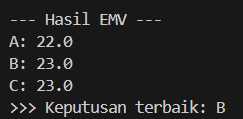 --- Hasil EMV ---
A: 22.0
B: 23.0
C: 23.0
>>> Keputusan terbaik: B